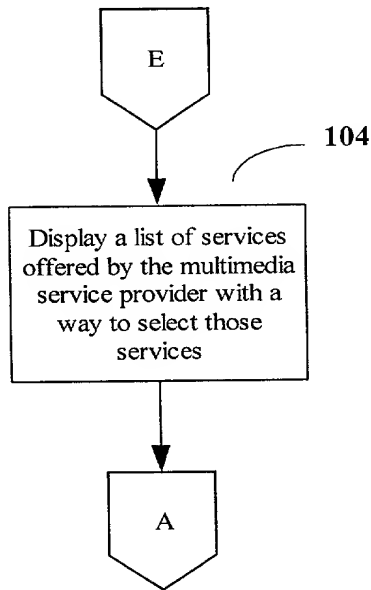 E
104
Display a list of services
offered by the multimedia
service provider with a
way to select those
services
A